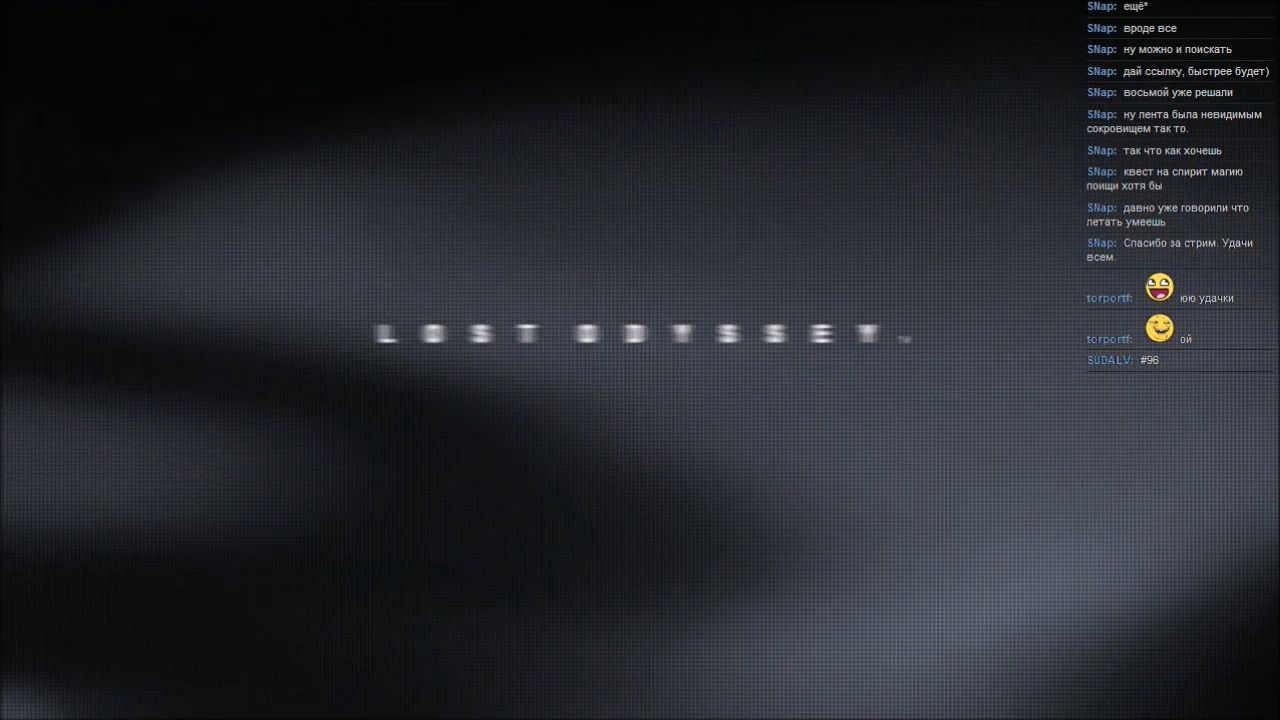 SNap: ещё*
SNap: вроде все
SNap: ну можно и поискать
SNap: дай ссылку, быстрее будет)
SNap: восьмой уже решали
SNap: ну лента была невидимым
сокровищем так то.
SNap: так что как хочешь
SNap: квест на спирит магию
поищи хотя бы
SNap: давно уже говорили что
летать умеешь
SNap: Спасибо за стрим. Удачи
всем.
torportf: юю удачки
LOST ODYSSEY
torportf: ой
SUDALV: #96